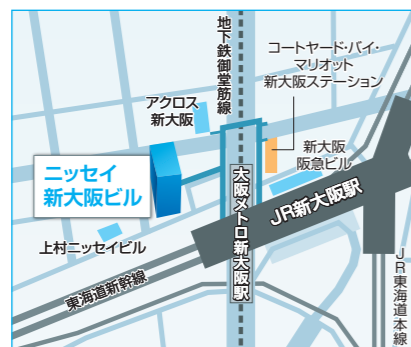 地下鉄御堂筋線
コートヤード・バイ・
マリオット
新大阪ステーション
アクロス
新大阪
新大阪
阪急ビル
ニッセイ
新大阪ビル
大阪メトロ新大阪駅
JR新大阪駅
上村ニッセイビル
東海道新幹線
JR東海道本線